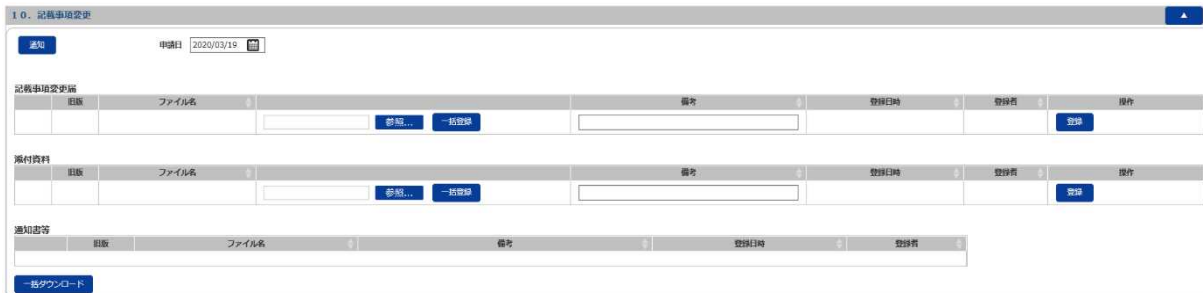 10．記載事項変更
▲
通知 申請日 2020/03/19
記載事項変更届
旧版 ファイル名 備考 登録日時 登録者 操作
参照... 一括登録 登録
添付資料
旧版 ファイル名 備考 登録日時 登録者 操作
参照... 一括登録 登録
通知書等
旧版 ファイル名 備考 登録日時 登録者
一括ダウンロード